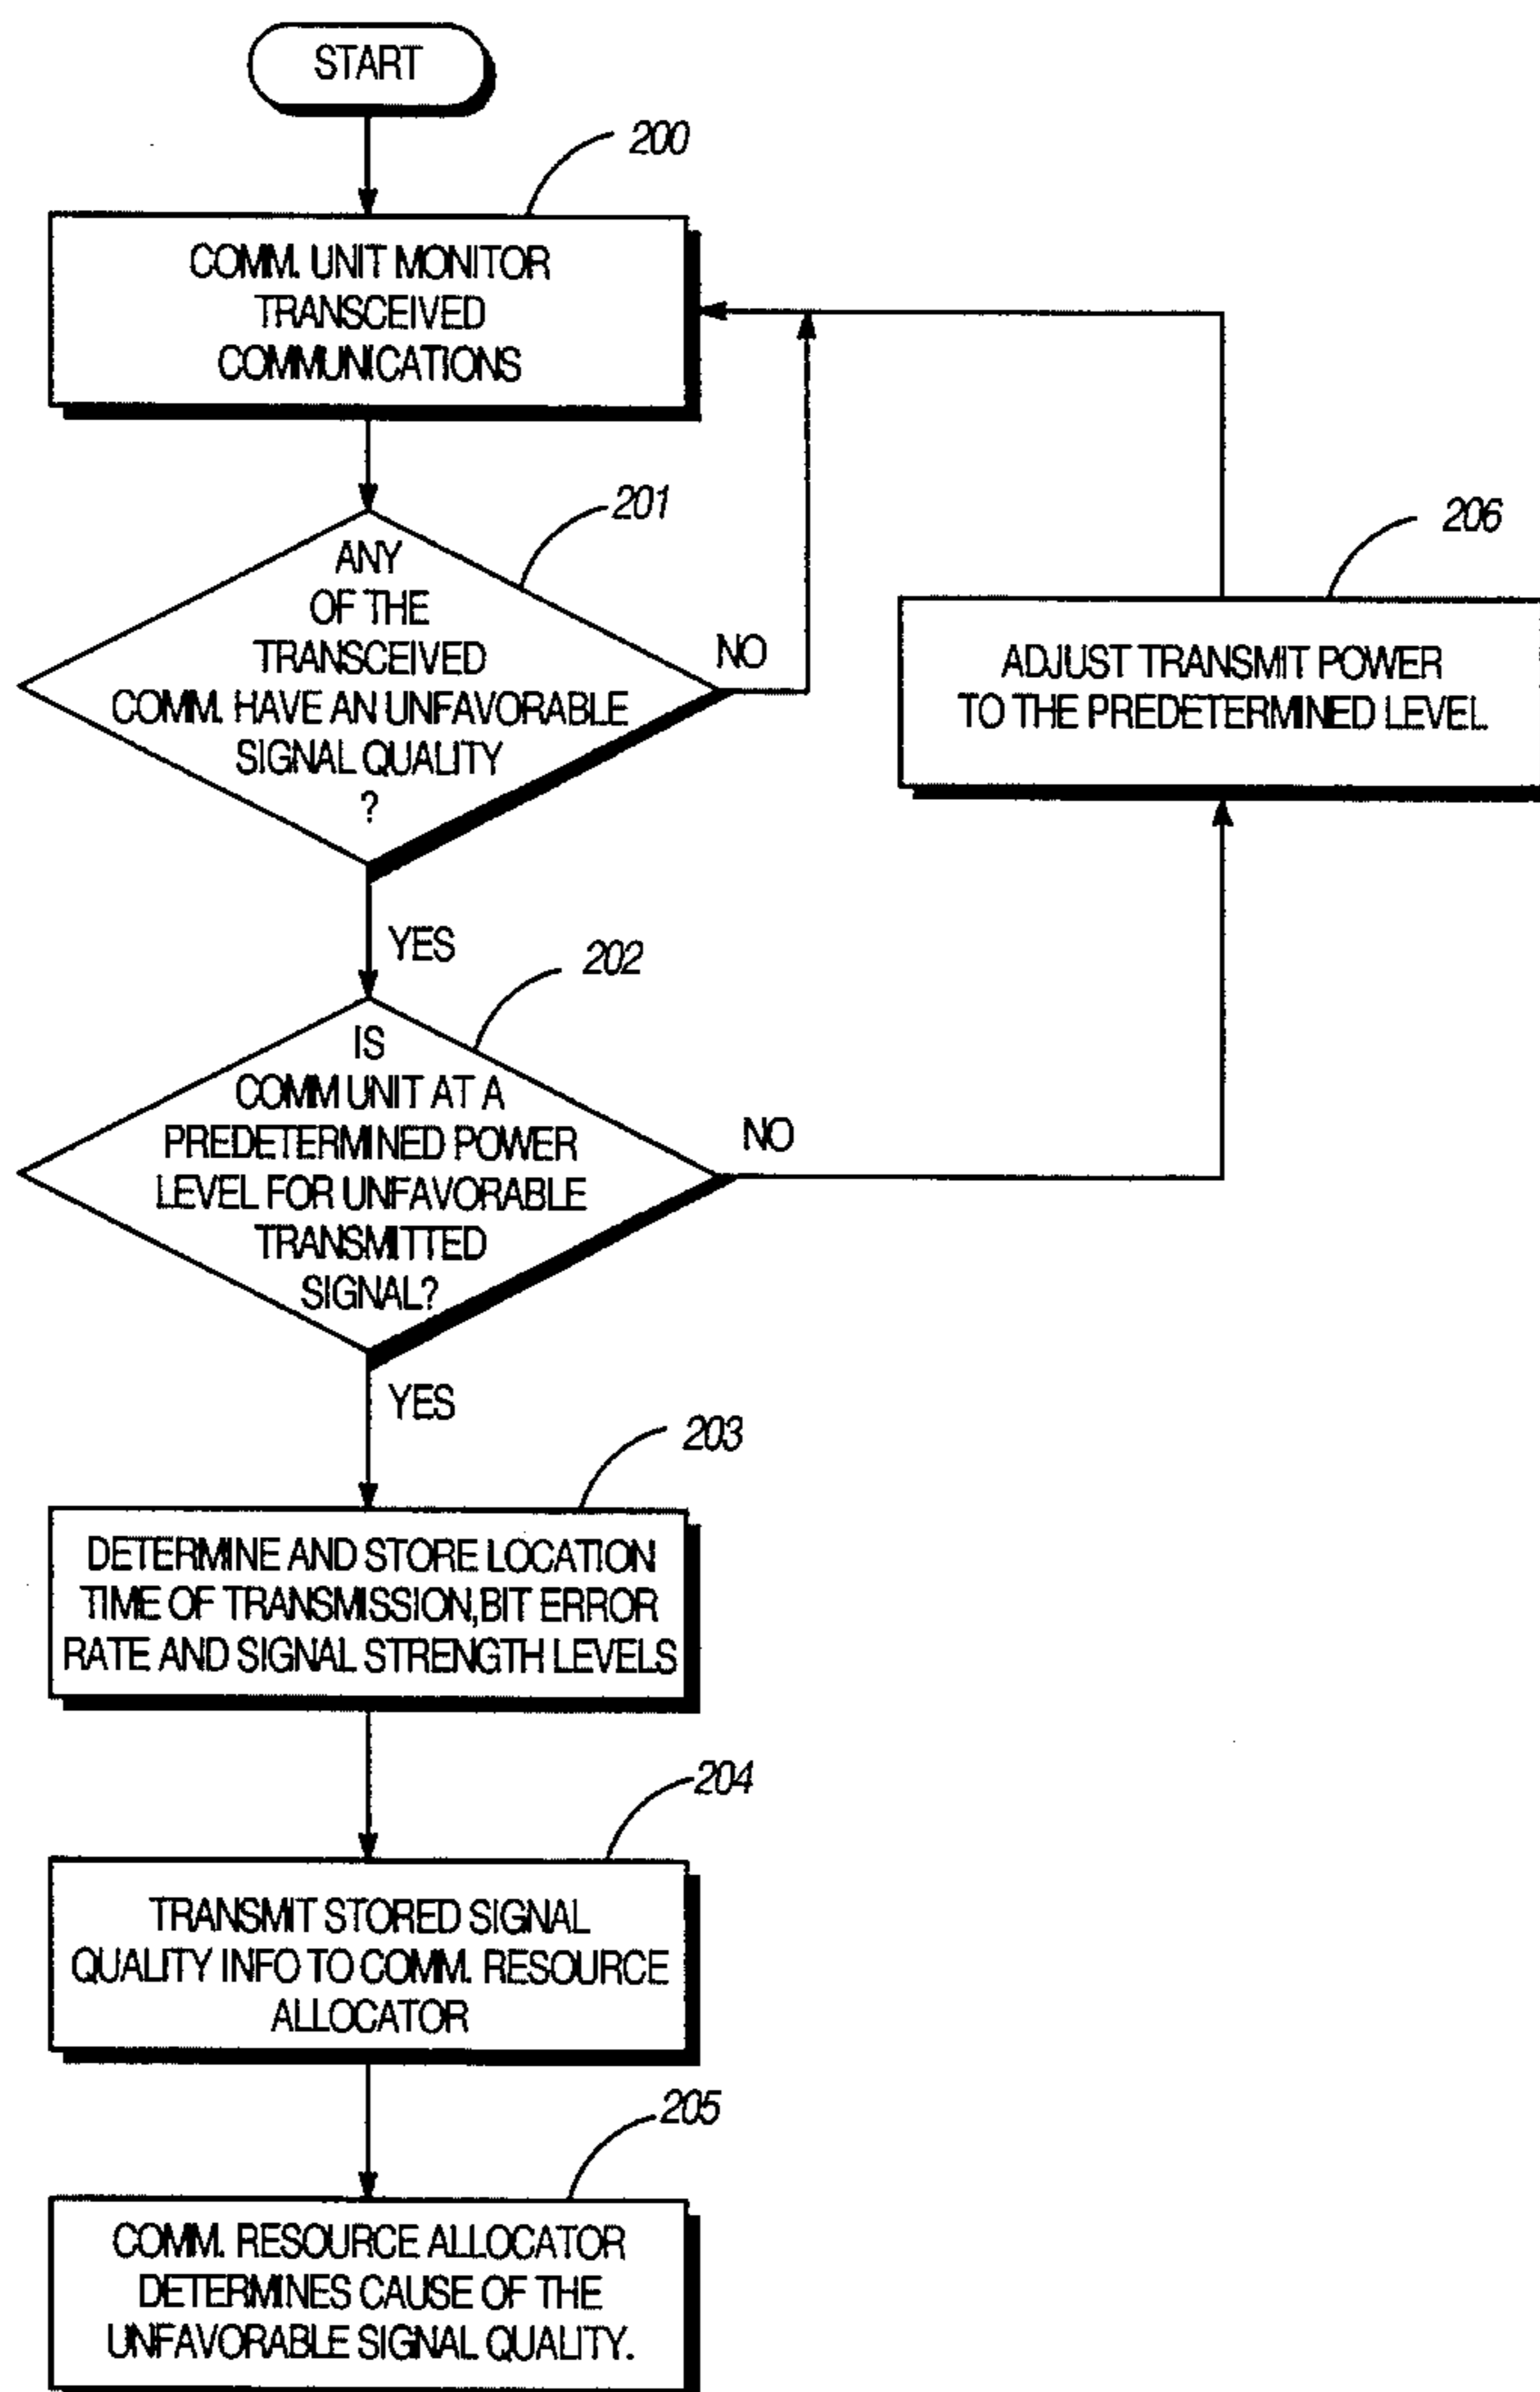 START
200
COMM. UNIT MONITOR
TRANSCEIVED
COMMUNICATIONS
201
ANY
OF THE
TRANSCEIVED
COMM. HAVE AN UNFAVORABLE
SIGNAL QUALITY
?
NO
206
ADJUST TRANSMIT POWER
TO THE PREDETERMINED LEVEL
YES
202
IS
COMM UNIT AT A
PREDETERMINED POWER
LEVEL FOR UNFAVORABLE
TRANSMITTED
SIGNAL?
NO
YES
203
DETERMINE AND STORE LOCATION
TIME OF TRANSMISSION,BIT ERROR
RATE AND SIGNAL STRENGTH LEVELS
204
TRANSMIT STORED SIGNAL
QUALITY INFO TO COMM. RESOURCE
ALLOCATOR
205
COMM. RESOURCE ALLOCATOR
DETERMINES CAUSE OF THE
UNFAVORABLE SIGNAL QUALITY.